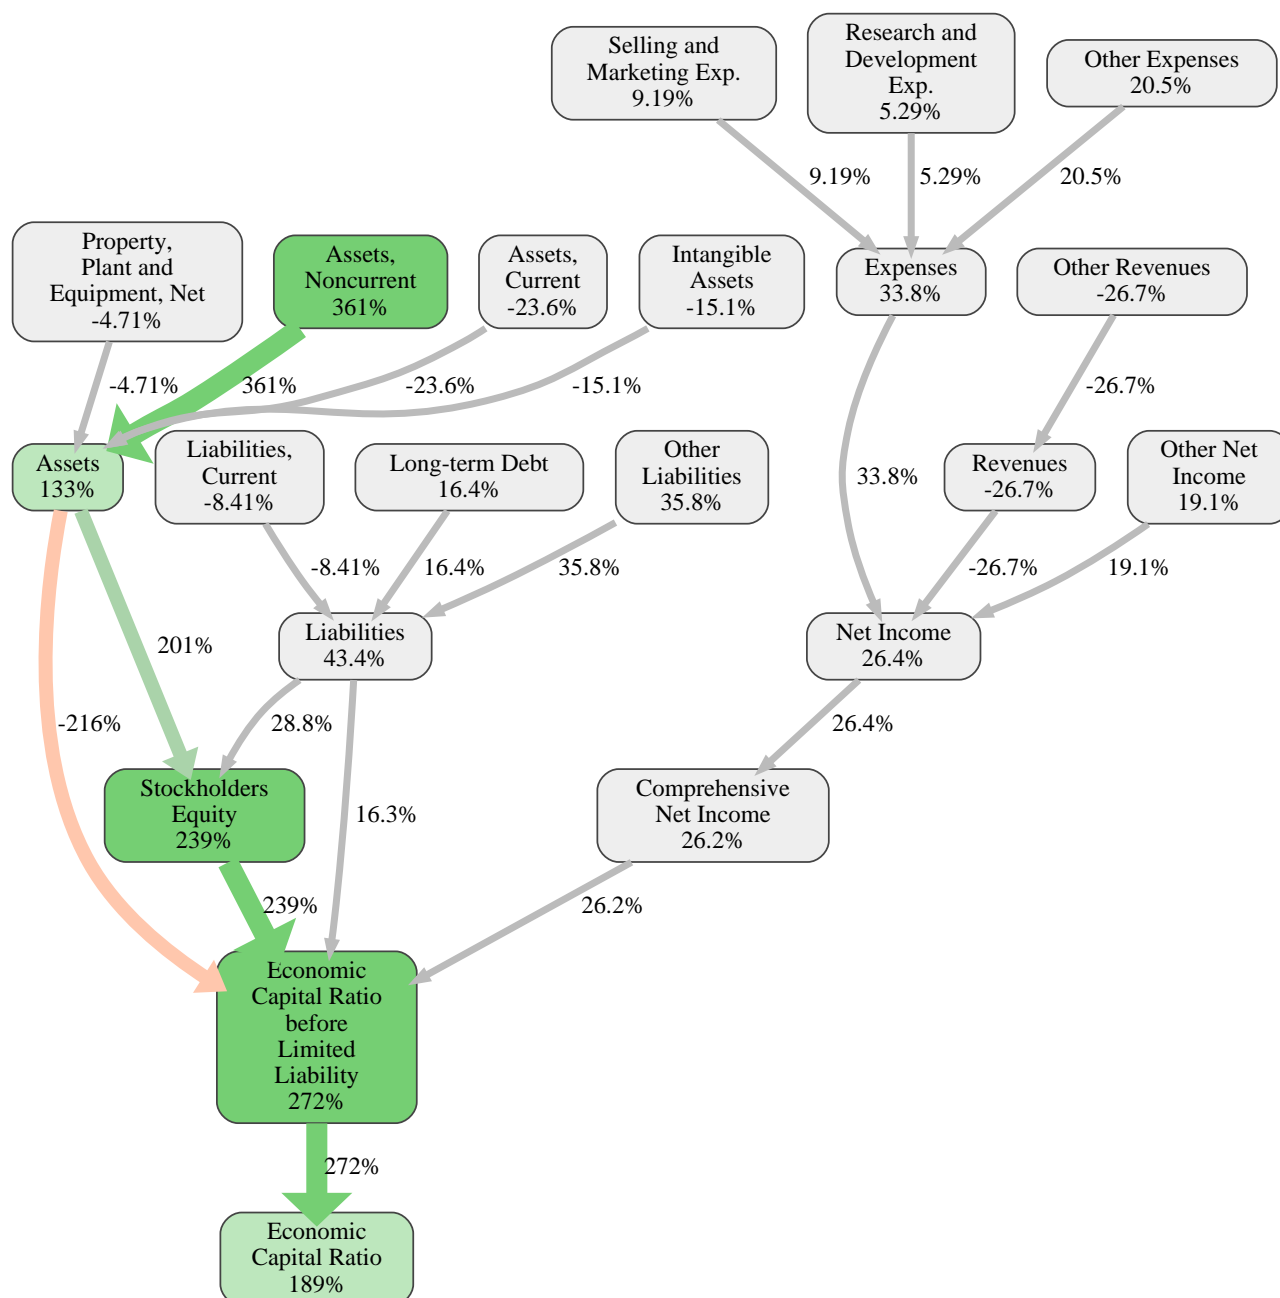 Selling and
Marketing Exp.
9.19%
Research and
Development
Exp.
5.29%
Other Expenses
20.5%
9.19%
5.29%
20.5%
Property,
Plant and
Equipment, Net
-4.71%
Assets,
Noncurrent
361%
Assets,
Current
-23.6%
Intangible
Assets
-15.1%
Expenses
33.8%
Other Revenues
-26.7%
-4.71%
361%
-23.6%
-15.1%
-26.7%
Assets
133%
Liabilities,
Current
-8.41%
Long-term Debt
16.4%
Other
Liabilities
35.8%
33.8%
Revenues
-26.7%
Other Net
Income
19.1%
-8.41%
16.4%
35.8%
-26.7%
19.1%
201%
Liabilities
43.4%
Net Income
26.4%
-216%
28.8%
26.4%
Stockholders
Equity
239%
16.3%
Comprehensive
Net Income
26.2%
239%
26.2%
Economic
Capital Ratio
before
Limited
Liability
272%
272%
Economic
Capital Ratio
189%